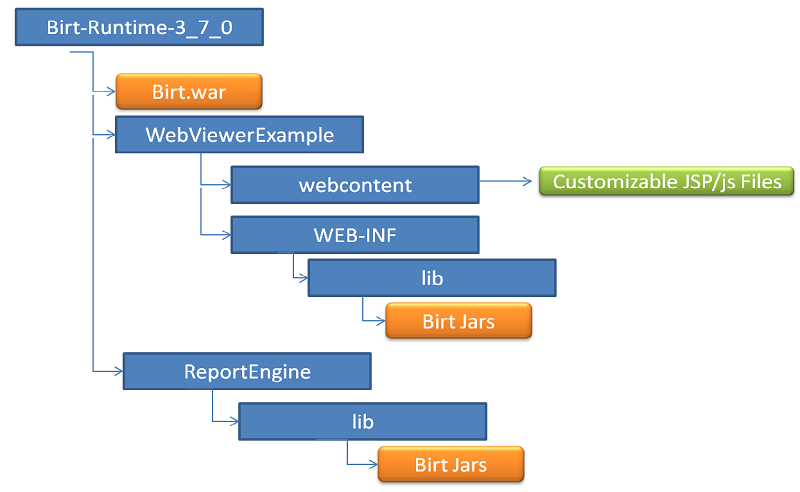 Birt-Runtime-3_7_0
Birt.war
WebViewerExample
webcontent
Customizable JSP/js Files
WEB-INF
lib
Birt Jars
ReportEngine
lib
Birt Jars